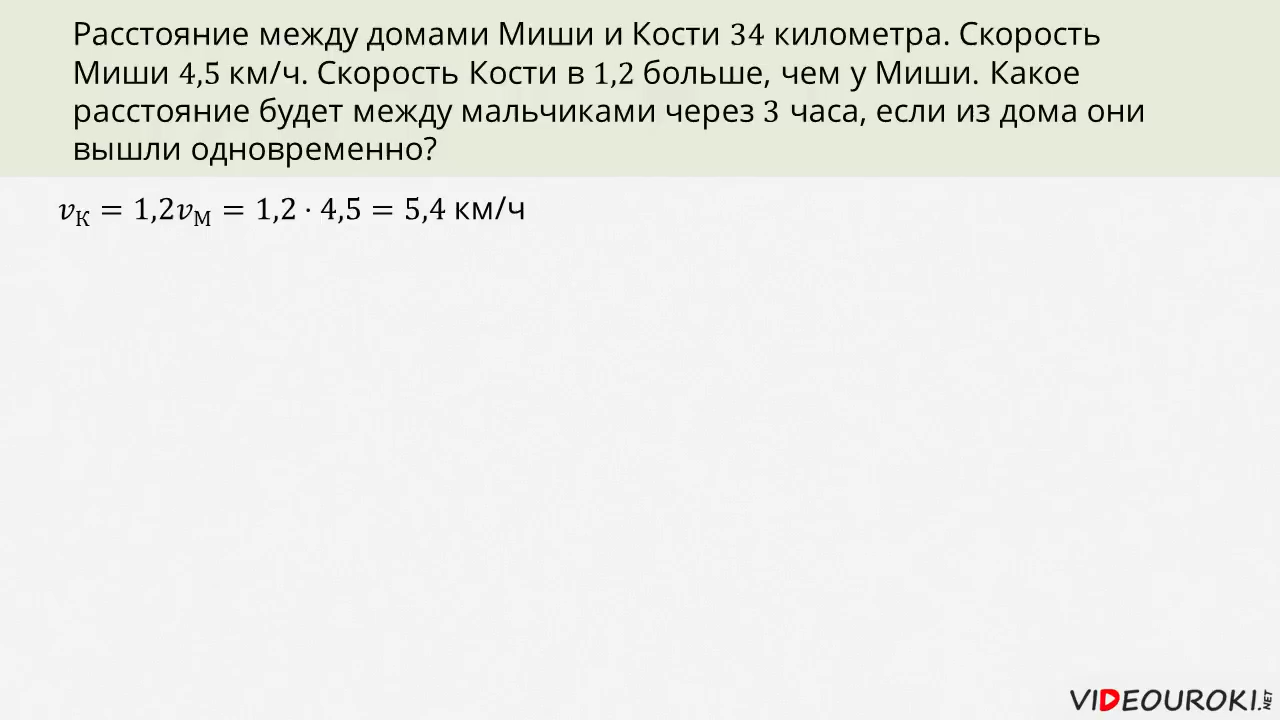 Расстояние между домами Миши и Кости 34 километра. Скорость
Миши 4,5 км/ч. Скорость Кости в 1,2 больше, чем у Миши. Какое
расстояние будет между мальчиками через 3 часа, если из дома они
вышли одновременно?
v_К = 1,2v_М = 1,2 · 4,5 = 5,4 км/ч
VIDEOUROKI.NET